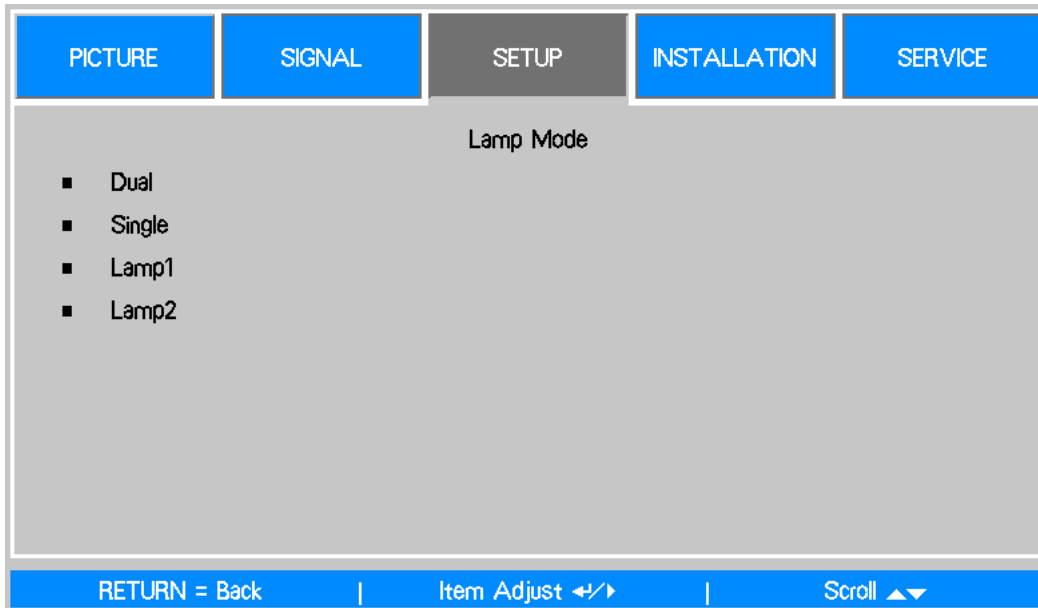 PICTURE SIGNAL SETUP INSTALLATION SERVICE
Lamp Mode
▪ Dual
▪ Single
▪ Lamp1
▪ Lamp2
RETURN = Back | Item Adjust ↵/▶ | Scroll ▲▼